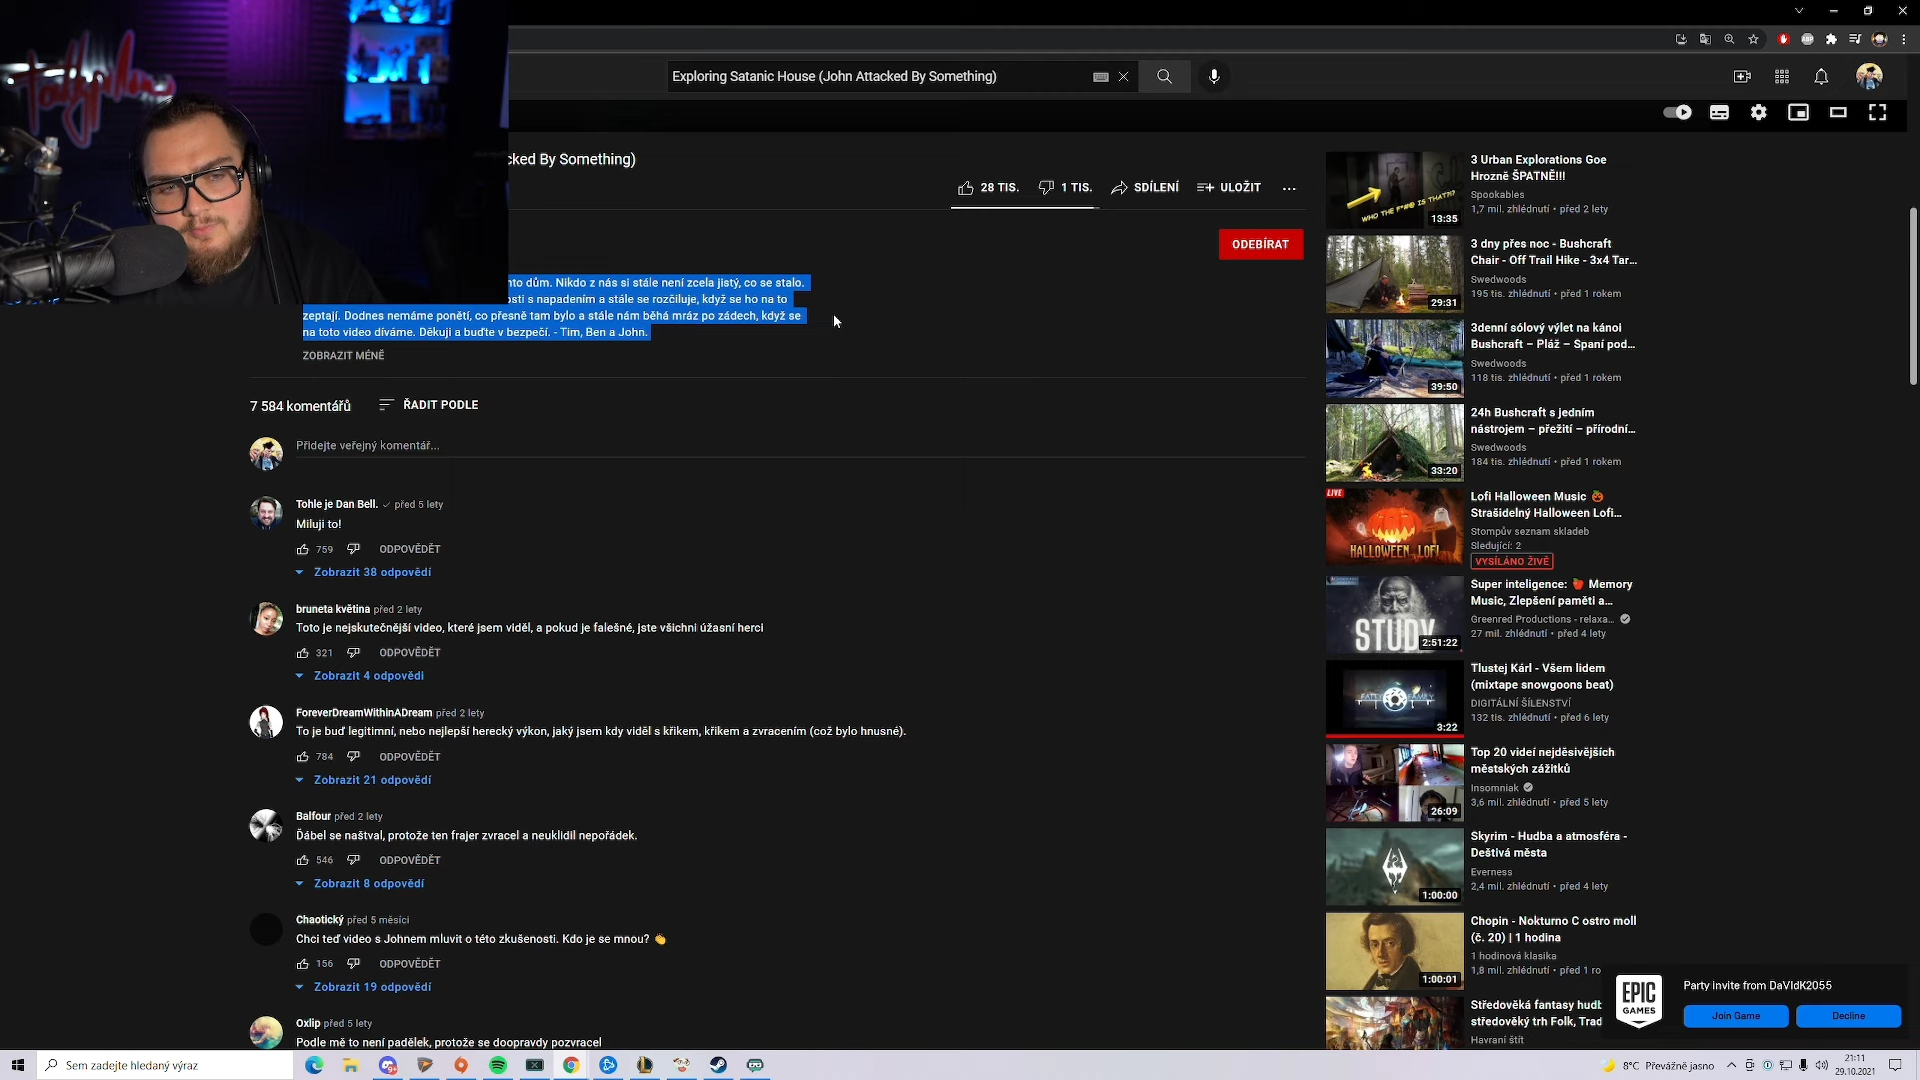 Exploring Satanic House (John Attacked By Something)
cked By Something)
28 TIS.
1 TIS.
SDÍLENÍ
ULOŽIT
ODEBÍRAT
nto dům. Nikdo z nás si stále není zcela jistý, co se stalo.
osti s napadením a stále se rozčiluje, když se ho na to
zeptají. Dodnes nemáme ponětí, co přesně tam bylo a stále nám běhá mráz po zádech, když se
na toto video díváme. Děkuji a buďte v bezpečí. - Tim, Ben a John.
ZOBRAZIT MÉNĚ
7 584 komentářů
ŘADIT PODLE
Přidejte veřejný komentář...
Tohle je Dan Bell. před 5 lety
Miluji to!
759
ODPOVĚDĚT
Zobrazit 38 odpovědí
bruneta květina před 2 lety
Toto je nejskutečnější video, které jsem viděl, a pokud je falešné, jste všichni úžasní herci
321
ODPOVĚDĚT
Zobrazit 4 odpovědi
ForeverDreamWithinADream před 2 lety
To je buď legitimní, nebo nejlepší herecký výkon, jaký jsem kdy viděl s křikem, křikem a zvracením (což bylo hnusné).
784
ODPOVĚDĚT
Zobrazit 21 odpovědí
Balfour před 2 lety
Ďábel se naštval, protože ten frajer zvracel a neuklidil nepořádek.
546
ODPOVĚDĚT
Zobrazit 8 odpovědí
Chaotický před 5 měsíci
Chci teď video s Johnem mluvit o této zkušenosti. Kdo je se mnou? 👏
156
ODPOVĚDĚT
Zobrazit 19 odpovědí
Oxlip před 5 lety
Podle mě to není padělek, protože se doopravdy pozvracel
WHO THE F*#@ IS THAT?!?
13:35
3 Urban Explorations Goe
Hrozně ŠPATNĚ!!!
Spookables
1,7 mil. zhlédnutí • před 2 lety
29:31
3 dny přes noc - Bushcraft
Chair - Off Trail Hike - 3x4 Tar...
Swedwoods
195 tis. zhlédnutí • před 1 rokem
39:50
3denní sólový výlet na kánoi
Bushcraft – Pláž – Spaní pod...
Swedwoods
118 tis. zhlédnutí • před 1 rokem
33:20
24h Bushcraft s jedním
nástrojem – přežití – přírodní...
Swedwoods
184 tis. zhlédnutí • před 1 rokem
LIVE
HALLOWEEN LOFI
Lofi Halloween Music 🎃
Strašidelný Halloween Lofi...
Stompův seznam skladeb
Sledující: 2
VYSÍLÁNO ŽIVĚ
STUDY
2:51:22
Super inteligence: 🍎 Memory
Music, Zlepšení paměti a...
Greenred Productions - relaxa...
27 mil. zhlédnutí • před 4 lety
FATTY FAMILY
3:22
Tlustej Kárl - Všem lidem
(mixtape snowgoons beat)
DIGITÁLNÍ ŠÍLENSTVÍ
132 tis. zhlédnutí • před 6 lety
26:09
Top 20 videí nejděsivějších
městských zážitků
Insomniak
3,6 mil. zhlédnutí • před 5 lety
1:00:00
Skyrim - Hudba a atmosféra -
Deštivá města
Everness
2,4 mil. zhlédnutí • před 4 lety
1:00:01
Chopin - Nokturno C ostro moll
(č. 20) | 1 hodina
1 hodinová klasika
1,8 mil. zhlédnutí • před 1 ro
Středověká fantasy hudb
středověký trh Folk, Trad
Havraní štít
EPIC
GAMES
Party invite from DaVIdK2055
Join Game
Decline
Sem zadejte hledaný výraz
8°C Převážně jasno
21:11
29.10.2021